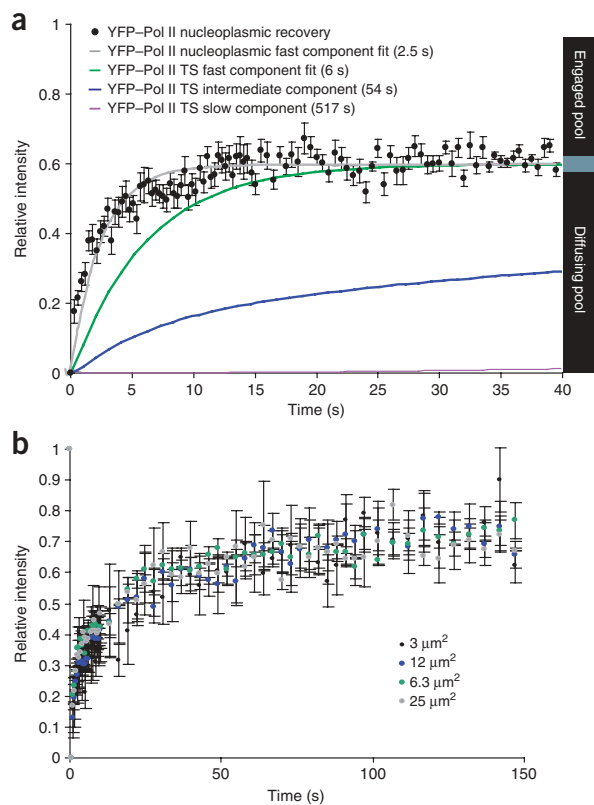 a
YFP–Pol II nucleoplasmic recovery
YFP–Pol II nucleoplasmic fast component fit (2.5 s)
YFP–Pol II TS fast component fit (6 s)
YFP–Pol II TS intermediate component (54 s)
YFP–Pol II TS slow component (517 s)
1
0.8
0.6
0.4
0.2
0
Relative intensity
0 5 10 15 20 25 30 35 40
Time (s)
Engaged pool
Diffusing pool
b
1
0.9
0.8
0.7
0.6
0.5
0.4
0.3
0.2
0.1
0
Relative intensity
3 µm²
12 µm²
6.3 µm²
25 µm²
0 50 100 150
Time (s)